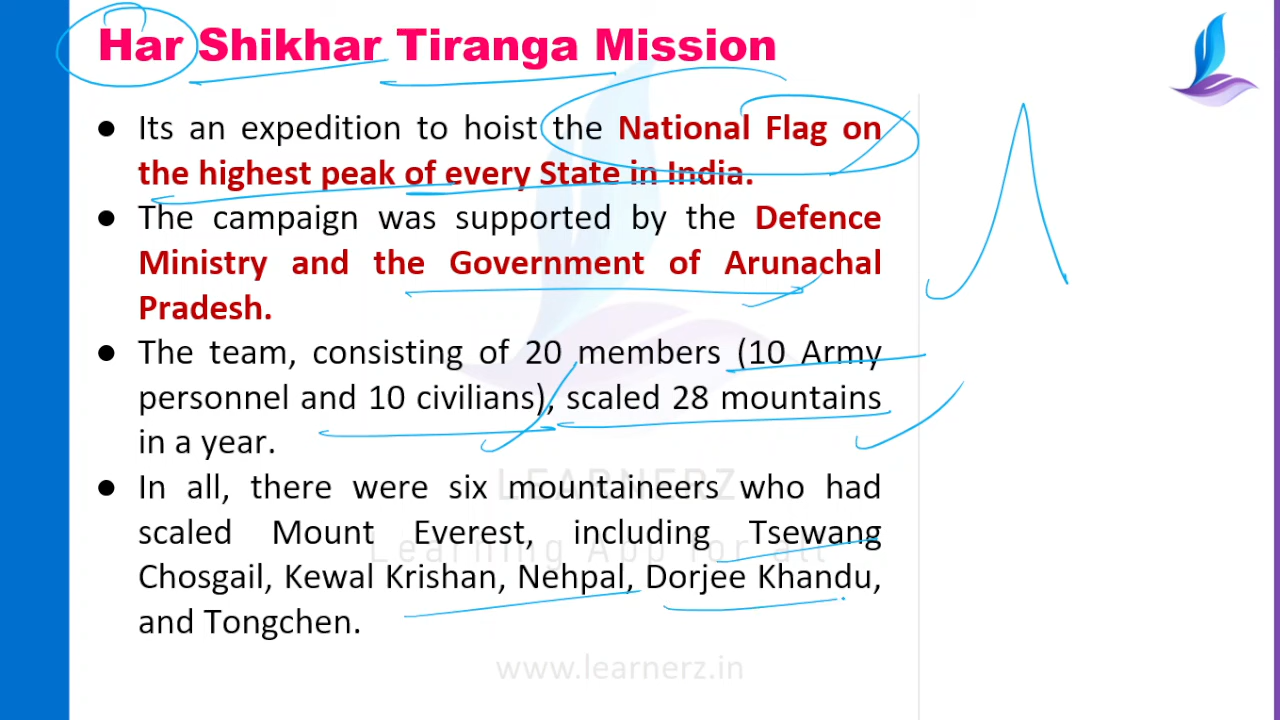 Har Shikhar Tiranga Mission
● Its an expedition to hoist the National Flag on
the highest peak of every State in India.
● The campaign was supported by the Defence
Ministry and the Government of Arunachal
Pradesh.
● The team, consisting of 20 members (10 Army
personnel and 10 civilians), scaled 28 mountains
in a year.
● In all, there were six mountaineers who had
scaled Mount Everest, including Tsewang
Chosgail, Kewal Krishan, Nehpal, Dorjee Khandu,
and Tongchen.
LEARNERZ
Learning App for all
www.learnerz.in